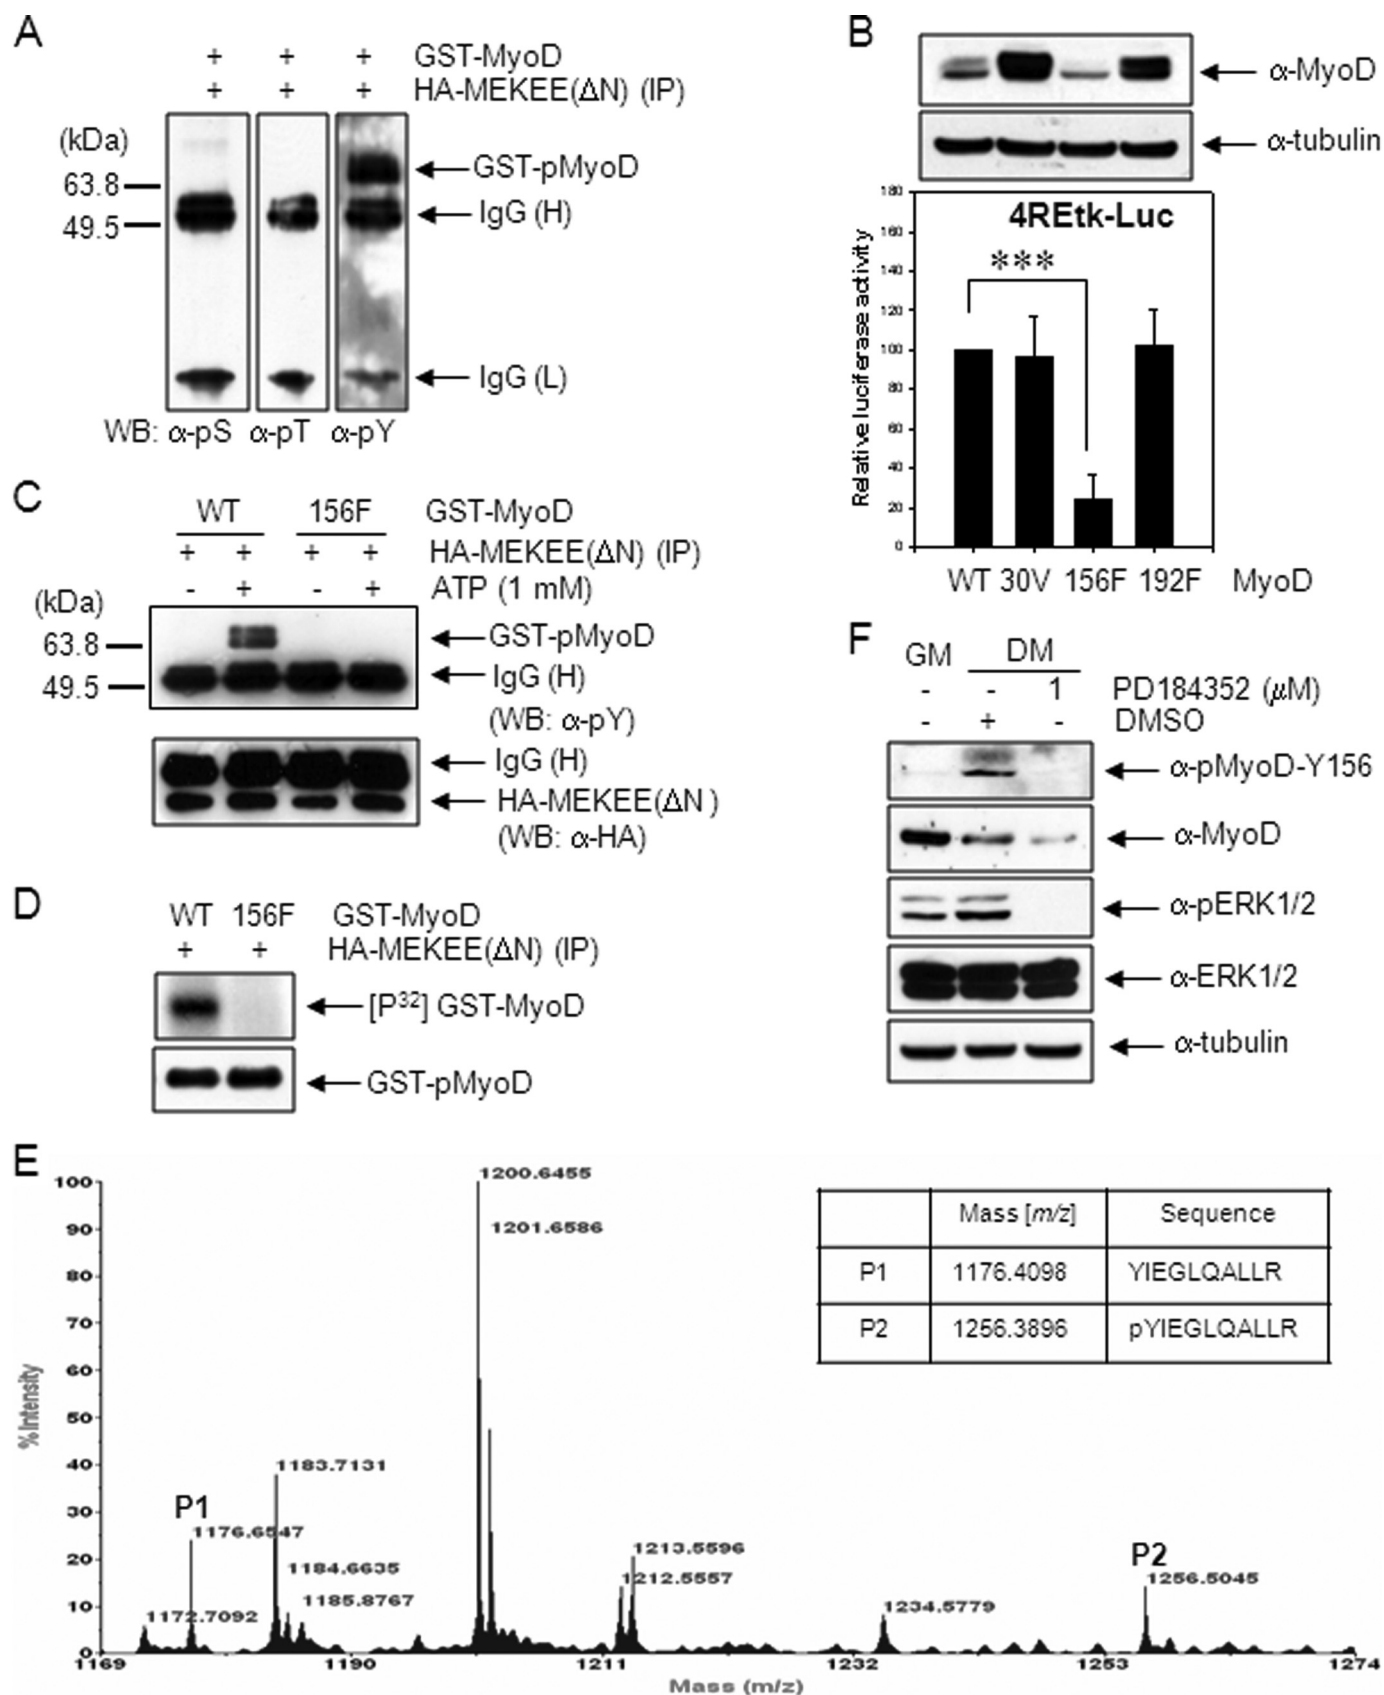 A
+ + + GST-MyoD
+ + + HA-MEKEE(ΔN) (IP)
(kDa)
63.8
49.5
GST-pMyoD
IgG (H)
IgG (L)
WB: α-pS α-pT α-pY
B
α-MyoD
α-tubulin
4REtk-Luc
***
Relative luciferase activity
180
160
140
120
100
80
60
40
20
0
WT 30V 156F 192F MyoD
C
WT 156F GST-MyoD
+ + + + HA-MEKEE(ΔN) (IP)
- + - + ATP (1 mM)
(kDa)
63.8
49.5
GST-pMyoD
IgG (H)
(WB: α-pY)
IgG (H)
HA-MEKEE(ΔN)
(WB: α-HA)
D
WT 156F GST-MyoD
+ + HA-MEKEE(ΔN) (IP)
[P32] GST-MyoD
GST-pMyoD
F
GM DM
- - 1 PD184352 (μM)
- + - DMSO
α-pMyoD-Y156
α-MyoD
α-pERK1/2
α-ERK1/2
α-tubulin
E
% Intensity
100
90
80
70
60
50
40
30
20
10
0
1169 1190 1211 1232 1253 1274
Mass (m/z)
1172.7092
P1
1176.6547
1183.7131
1184.6635
1185.8767
1200.6455
1201.6586
1212.5557
1213.5596
1234.5779
P2
1256.5045
Mass [m/z] Sequence
P1 1176.4098 YIEGLQALLR
P2 1256.3896 pYIEGLQALLR